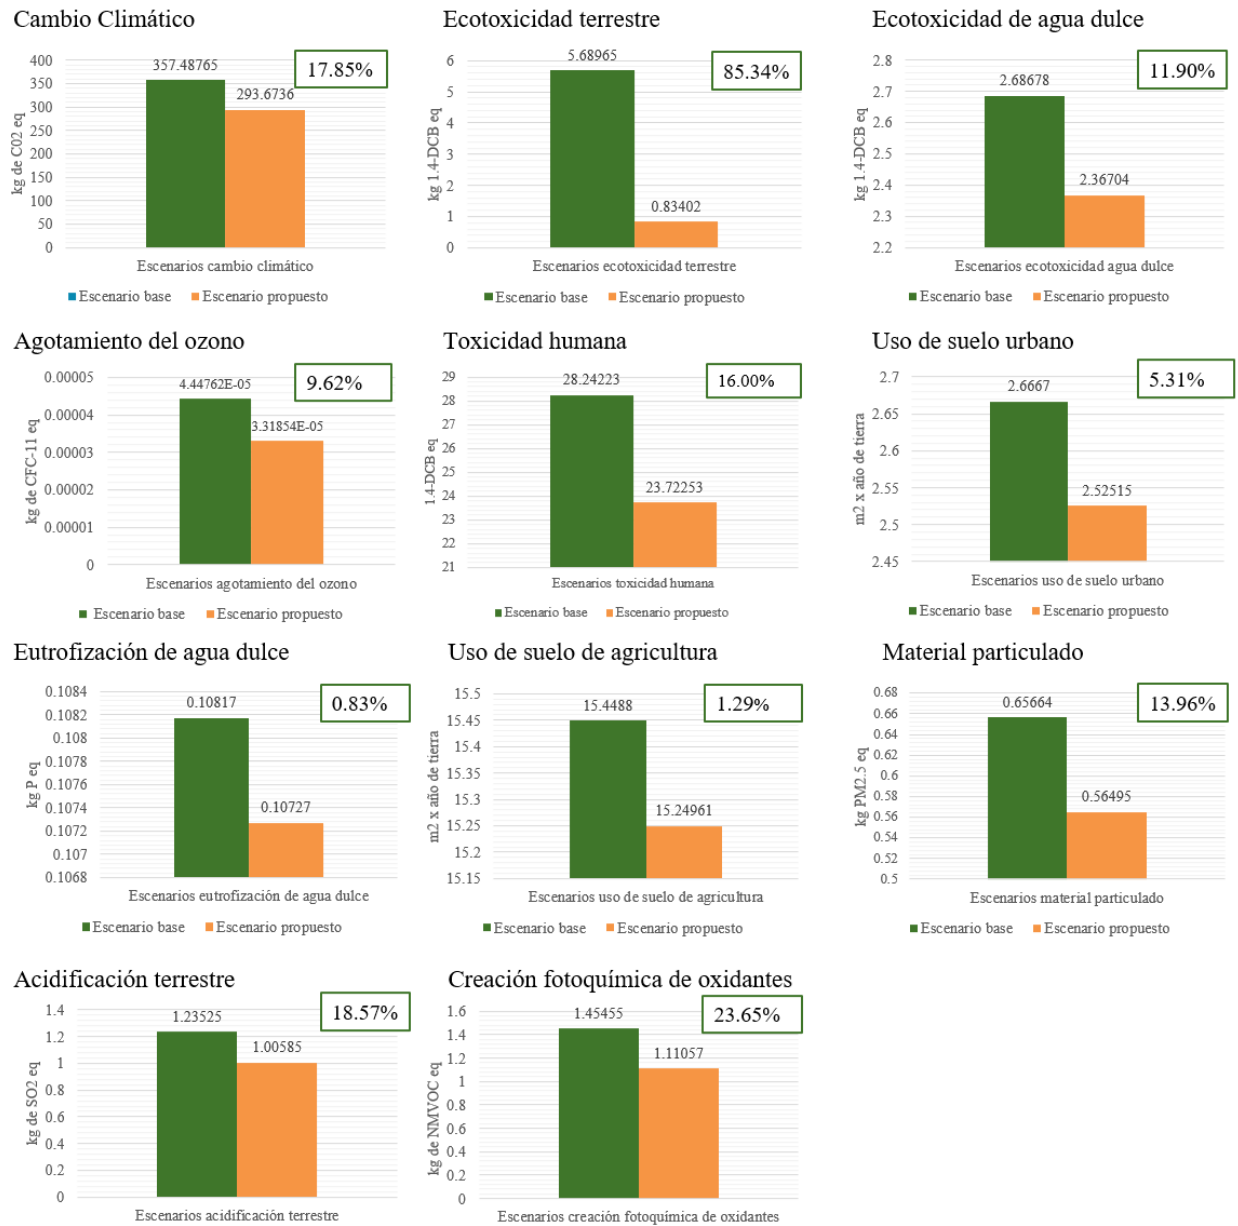 Cambio Climático
400
350
300
250
200
150
100
50
0
kg de C02 eq
357.48765
293.6736
17.85%
Escenarios cambio climático
Escenario base
Escenario propuesto
Ecotoxicidad terrestre
6
5
4
3
2
1
0
kg 1.4-DCB eq
5.68965
0.83402
85.34%
Escenarios ecotoxicidad terrestre
Escenario base
Escenario propuesto
Ecotoxicidad de agua dulce
2.8
2.7
2.6
2.5
2.4
2.3
2.2
kg 1.4-DCB eq
2.68678
2.36704
11.90%
Escenarios ecotoxicidad agua dulce
Escenario base
Escenario propuesto
Agotamiento del ozono
0.00005
0.00004
0.00003
0.00002
0.00001
0
kg de CFC-11 eq
4.44762E-05
3.31854E-05
9.62%
Escenarios agotamiento del ozono
Escenario base
Escenario propuesto
Toxicidad humana
29
28
27
26
25
24
23
22
21
1.4-DCB eq
28.24223
23.72253
16.00%
Escenarios toxicidad humana
Escenario base
Escenario propuesto
Uso de suelo urbano
2.7
2.65
2.6
2.55
2.5
2.45
m2 x año de tierra
2.6667
2.52515
5.31%
Escenarios uso de suelo urbano
Escenario base
Escenario propuesto
Eutrofización de agua dulce
0.1084
0.1082
0.108
0.1078
0.1076
0.1074
0.1072
0.107
0.1068
kg P eq
0.10817
0.10727
0.83%
Escenarios eutrofización de agua dulce
Escenario base
Escenario propuesto
Uso de suelo de agricultura
15.5
15.45
15.4
15.35
15.3
15.25
15.2
15.15
m2 x año de tierra
15.4488
15.24961
1.29%
Escenarios uso de suelo de agricultura
Escenario base
Escenario propuesto
Material particulado
0.68
0.66
0.64
0.62
0.6
0.58
0.56
0.54
0.52
0.5
kg PM2.5 eq
0.65664
0.56495
13.96%
Escenarios material particulado
Escenario base
Escenario propuesto
Acidificación terrestre
1.4
1.2
1
0.8
0.6
0.4
0.2
0
kg de SO2 eq
1.23525
1.00585
18.57%
Escenarios acidificación terrestre
Creación fotoquímica de oxidantes
1.6
1.4
1.2
1
0.8
0.6
0.4
0.2
0
kg de NMVOC eq
1.45455
1.11057
23.65%
Escenarios creación fotoquímica de oxidantes